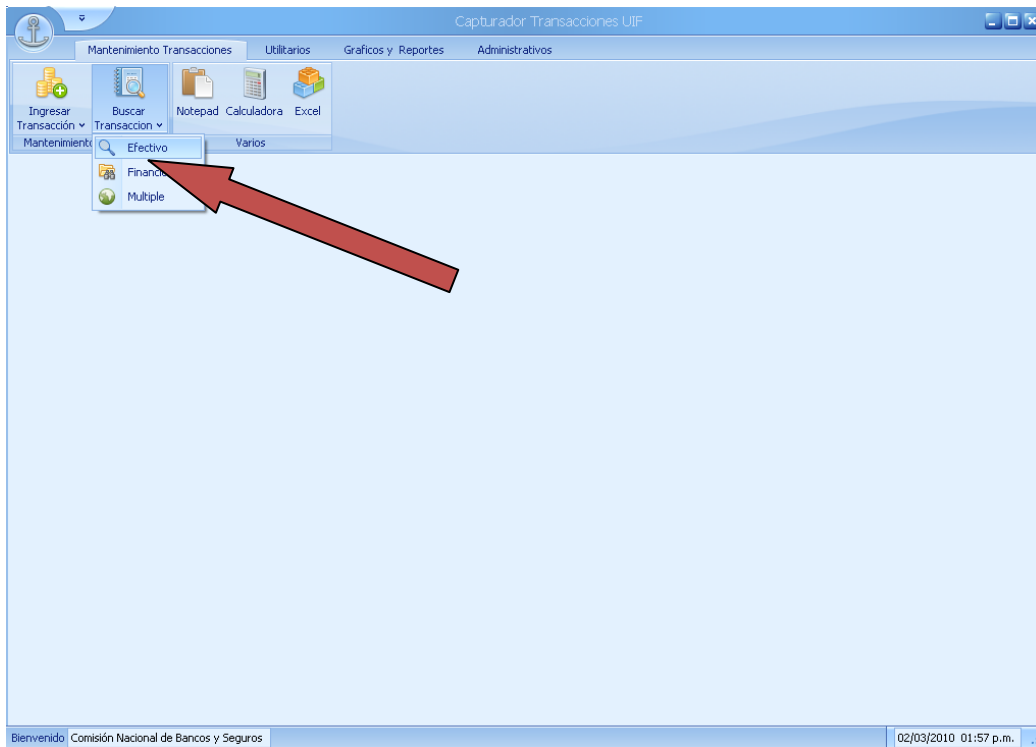 Capturador Transacciones UIF
Mantenimiento Transacciones Utilitarios Graficos y Reportes Administrativos
Ingresar Transacción
Buscar Transaccion
Notepad Calculadora Excel
Varios
Efectivo
Multiple
Bienvenido Comisión Nacional de Bancos y Seguros 02/03/2010 01:57 p.m.